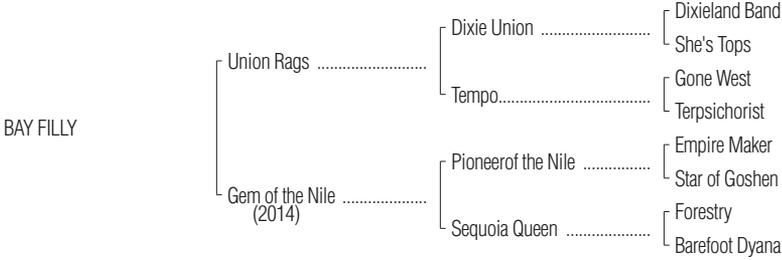 Dixieland Band
Dixie Union ..........................
She's Tops
Union Rags ..........................
Gone West
Tempo....................................
Terpsichorist
BAY FILLY
Empire Maker
Pioneerof the Nile ................
Star of Goshen
Gem of the Nile ....................
(2014)
Forestry
Sequoia Queen ....................
Barefoot Dyana